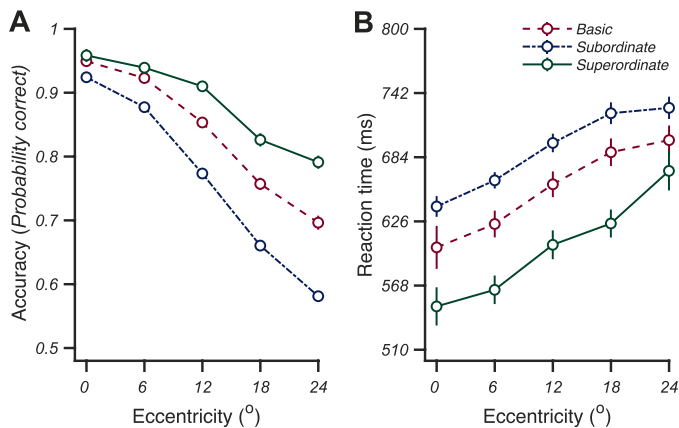 A
Accuracy (Probability correct)
1
0.9
0.8
0.7
0.6
0.5
0 6 12 18 24
Eccentricity (o)
B
Basic
Subordinate
Superordinate
Reaction time (ms)
800
742
684
626
568
510
0 6 12 18 24
Eccentricity (o)